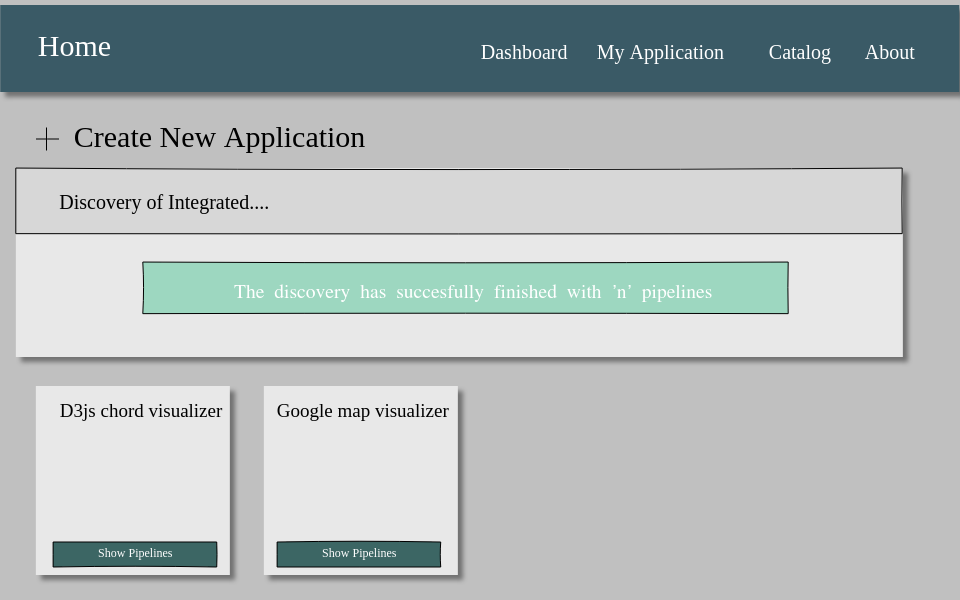 Home
Dashboard My Application Catalog About
Create New Application
Discovery of Integrated....
The discovery has succesfully finished with 'n' pipelines
D3js chord visualizer
Google map visualizer
Show Pipelines
Show Pipelines